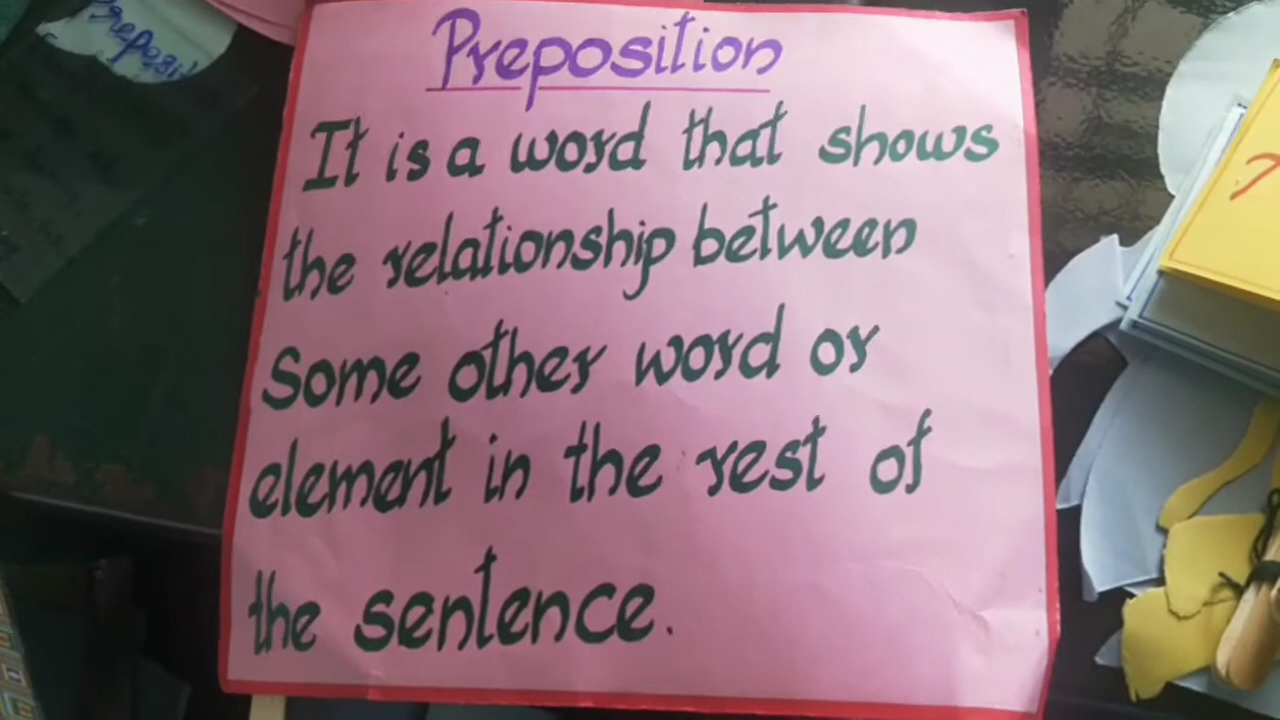 Preposition
It is a word that shows
the relationship between
Some other word or
element in the rest of
the sentence.